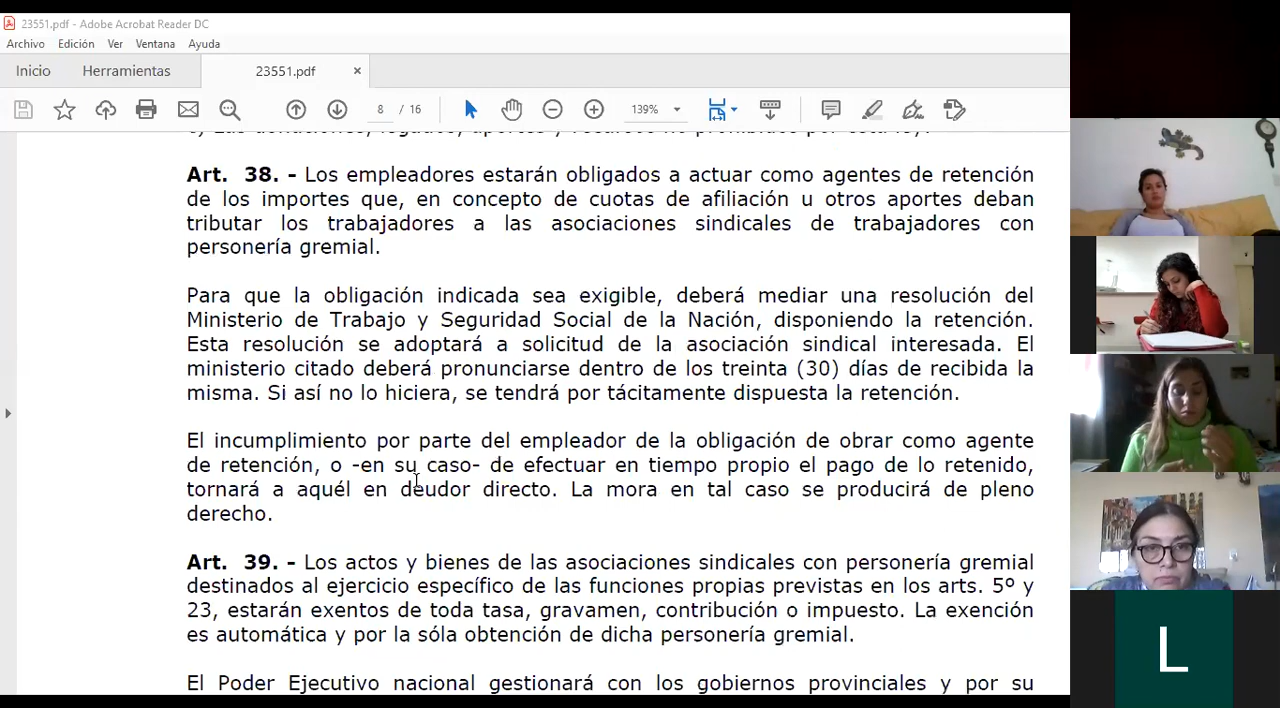 23551.pdf - Adobe Acrobat Reader DC
Archivo Edición Ver Ventana Ayuda
Inicio Herramientas 23551.pdf ×
8 / 16 139%
Art. 38. - Los empleadores estarán obligados a actuar como agentes de retención
de los importes que, en concepto de cuotas de afiliación u otros aportes deban
tributar los trabajadores a las asociaciones sindicales de trabajadores con
personería gremial.
Para que la obligación indicada sea exigible, deberá mediar una resolución del
Ministerio de Trabajo y Seguridad Social de la Nación, disponiendo la retención.
Esta resolución se adoptará a solicitud de la asociación sindical interesada. El
ministerio citado deberá pronunciarse dentro de los treinta (30) días de recibida la
misma. Si así no lo hiciera, se tendrá por tácitamente dispuesta la retención.
El incumplimiento por parte del empleador de la obligación de obrar como agente
de retención, o -en su caso- de efectuar en tiempo propio el pago de lo retenido,
tornará a aquél en deudor directo. La mora en tal caso se producirá de pleno
derecho.
Art. 39. - Los actos y bienes de las asociaciones sindicales con personería gremial
destinados al ejercicio específico de las funciones propias previstas en los arts. 5º y
23, estarán exentos de toda tasa, gravamen, contribución o impuesto. La exención
es automática y por la sóla obtención de dicha personería gremial.
El Poder Ejecutivo nacional gestionará con los gobiernos provinciales y por su
L